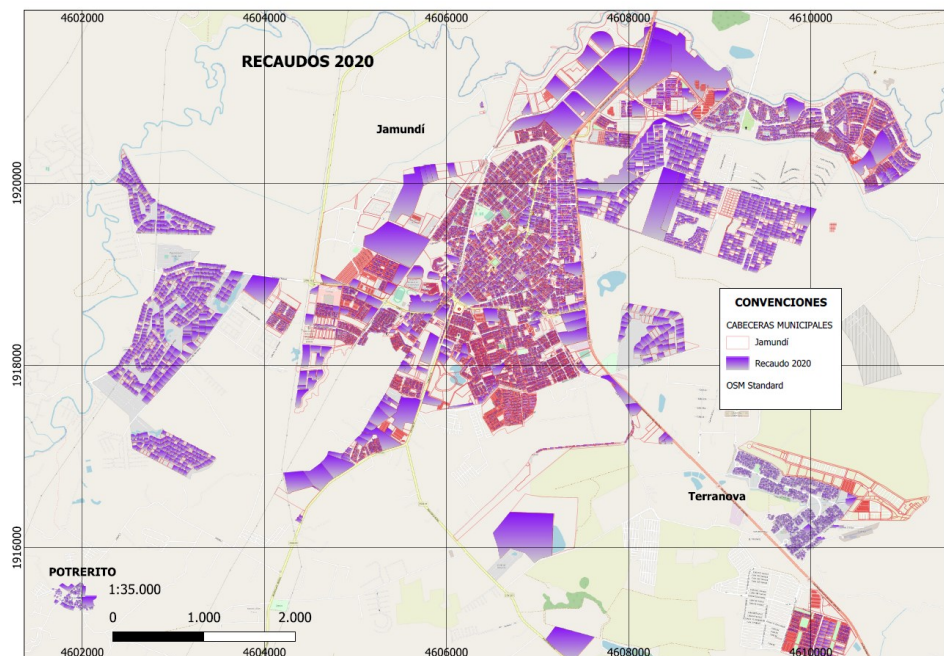 4602000 4604000 4606000 4608000 4610000
RECAUDOS 2020
Jamundí
1920000
CONVENCIONES
CABECERAS MUNICIPALES
Jamundí
Recaudo 2020
OSM Standard
1918000
Terranova
1916000
POTRERITO
1:35.000
0 1.000 2.000
4602000 4604000 4606000 4608000 4610000